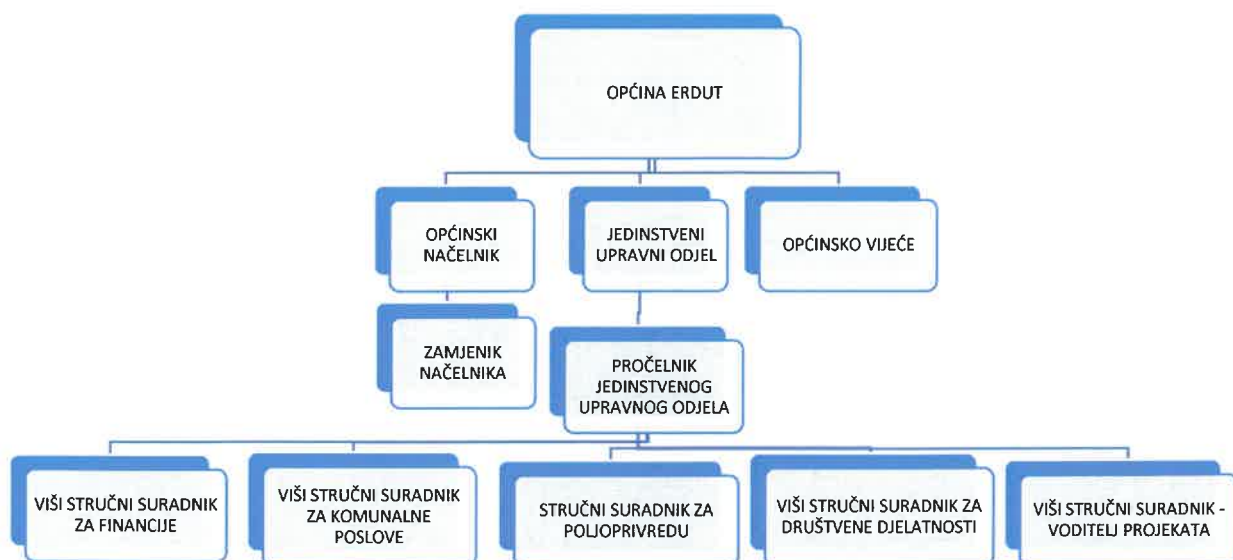 OPĆINA ERDUT
OPĆINSKI
NAČELNIK
JEDINSTVENI
UPRAVNI ODJEL
OPĆINSKO VIJEĆE
ZAMJENIK
NAČELNIKA
PROČELNIK
JEDINSTVENOG
UPRAVNOG ODJELA
VIŠI STRUČNI SURADNIK
ZA FINANCIJE
VIŠI STRUČNI SURADNIK
ZA KOMUNALNE
POSLOVE
STRUČNI SURADNIK ZA
POLJOPRIVREDU
VIŠI STRUČNI SURADNIK ZA
DRUŠTVENE DJELATNOSTI
VIŠI STRUČNI SURADNIK -
VODITELJ PROJEKATA